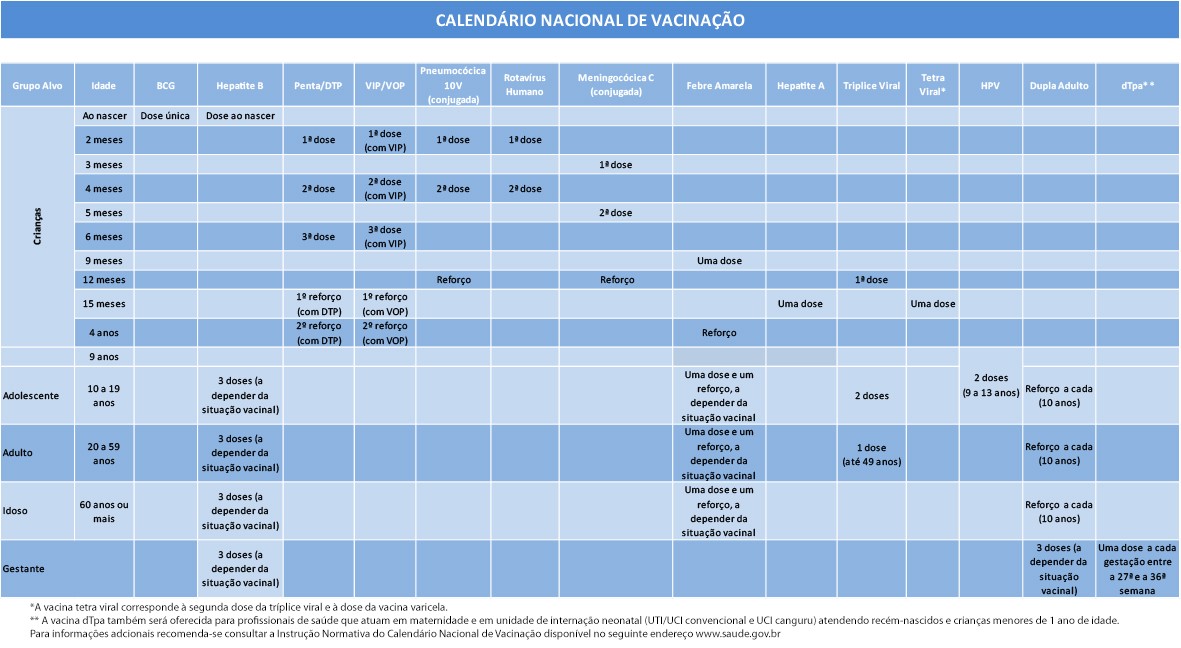 CALENDÁRIO NACIONAL DE VACINAÇÃO
Grupo Alvo Idade BCG Hepatite B Penta/DTP VIP/VOP Pneumocócica 10V (conjugada) Rotavírus Humano Meningocócica C (conjugada) Febre Amarela Hepatite A Tríplice Viral Tetra Viral* HPV Dupla Adulto dTpa**
Crianças
Ao nascer Dose única Dose ao nascer
2 meses 1ª dose 1ª dose (com VIP) 1ª dose 1ª dose
3 meses 1ª dose
4 meses 2ª dose 2ª dose (com VIP) 2ª dose 2ª dose
5 meses 2ª dose
6 meses 3ª dose 3ª dose (com VIP)
9 meses Uma dose
12 meses Reforço Reforço 1ª dose
15 meses 1º reforço (com DTP) 1º reforço (com VOP) Uma dose Uma dose
4 anos 2º reforço (com DTP) 2º reforço (com VOP) Reforço
9 anos
Adolescente 10 a 19 anos 3 doses (a depender da situação vacinal) Uma dose e um reforço, a depender da situação vacinal 2 doses 2 doses (9 a 13 anos) Reforço a cada (10 anos)
Adulto 20 a 59 anos 3 doses (a depender da situação vacinal) Uma dose e um reforço, a depender da situação vacinal 1 dose (até 49 anos) Reforço a cada (10 anos)
Idoso 60 anos ou mais 3 doses (a depender da situação vacinal) Uma dose e um reforço, a depender da situação vacinal Reforço a cada (10 anos)
Gestante 3 doses (a depender da situação vacinal) 3 doses (a depender da situação vacinal) Uma dose a cada gestação entre a 27ª e a 36ª semana
*A vacina tetra viral corresponde à segunda dose da tríplice viral e à dose da vacina varicela.
** A vacina dTpa também será oferecida para profissionais de saúde que atuam em maternidade e em unidade de internação neonatal (UTI/UCI convencional e UCI canguru) atendendo recém-nascidos e crianças menores de 1 ano de idade.
Para informações adcionais recomenda-se consultar a Instrução Normativa do Calendário Nacional de Vacinação disponível no seguinte endereço www.saude.gov.br